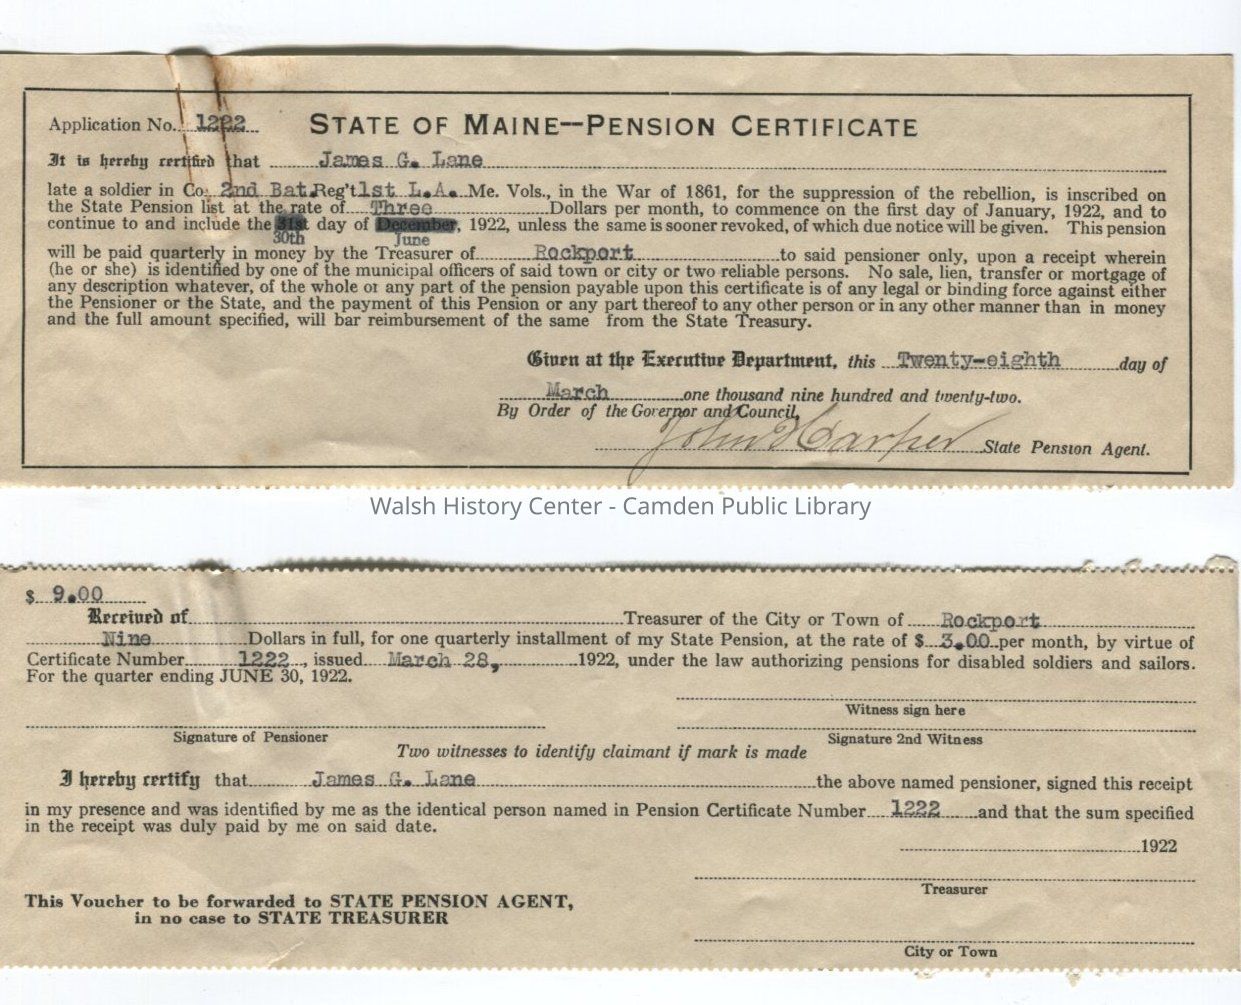 Application No. 1222 STATE OF MAINE--PENSION CERTIFICATE
It is hereby certified that James G. Lane
late a soldier in Co. 2nd Bat. Reg't 1st L.A. Me. Vols., in the War of 1861, for the suppression of the rebellion, is inscribed on
the State Pension list at the rate of Three Dollars per month, to commence on the first day of January, 1922, and to
continue to and include the 31st day of December, 1922, unless the same is sooner revoked, of which due notice will be given. This pension
30th June
will be paid quarterly in money by the Treasurer of Rockport to said pensioner only, upon a receipt wherein
(he or she) is identified by one of the municipal officers of said town or city or two reliable persons. No sale, lien, transfer or mortgage of
any description whatever, of the whole or any part of the pension payable upon this certificate is of any legal or binding force against either
the Pensioner or the State, and the payment of this Pension or any part thereof to any other person or in any other manner than in money
and the full amount specified, will bar reimbursement of the same from the State Treasury.
Given at the Executive Department, this Twenty-eighth day of
March one thousand nine hundred and twenty-two.
By Order of the Governor and Council,
John H Carper State Pension Agent.
Walsh History Center - Camden Public Library
$ 9.00
Received of Treasurer of the City or Town of Rockport
Nine Dollars in full, for one quarterly installment of my State Pension, at the rate of $ 3.00 per month, by virtue of
Certificate Number 1222, issued March 28, 1922, under the law authorizing pensions for disabled soldiers and sailors.
For the quarter ending JUNE 30, 1922.
Witness sign here
Signature of Pensioner Signature 2nd Witness
Two witnesses to identify claimant if mark is made
I hereby certify that James G. Lane the above named pensioner, signed this receipt
in my presence and was identified by me as the identical person named in Pension Certificate Number 1222 and that the sum specified
in the receipt was duly paid by me on said date.
1922
Treasurer
This Voucher to be forwarded to STATE PENSION AGENT,
in no case to STATE TREASURER
City or Town